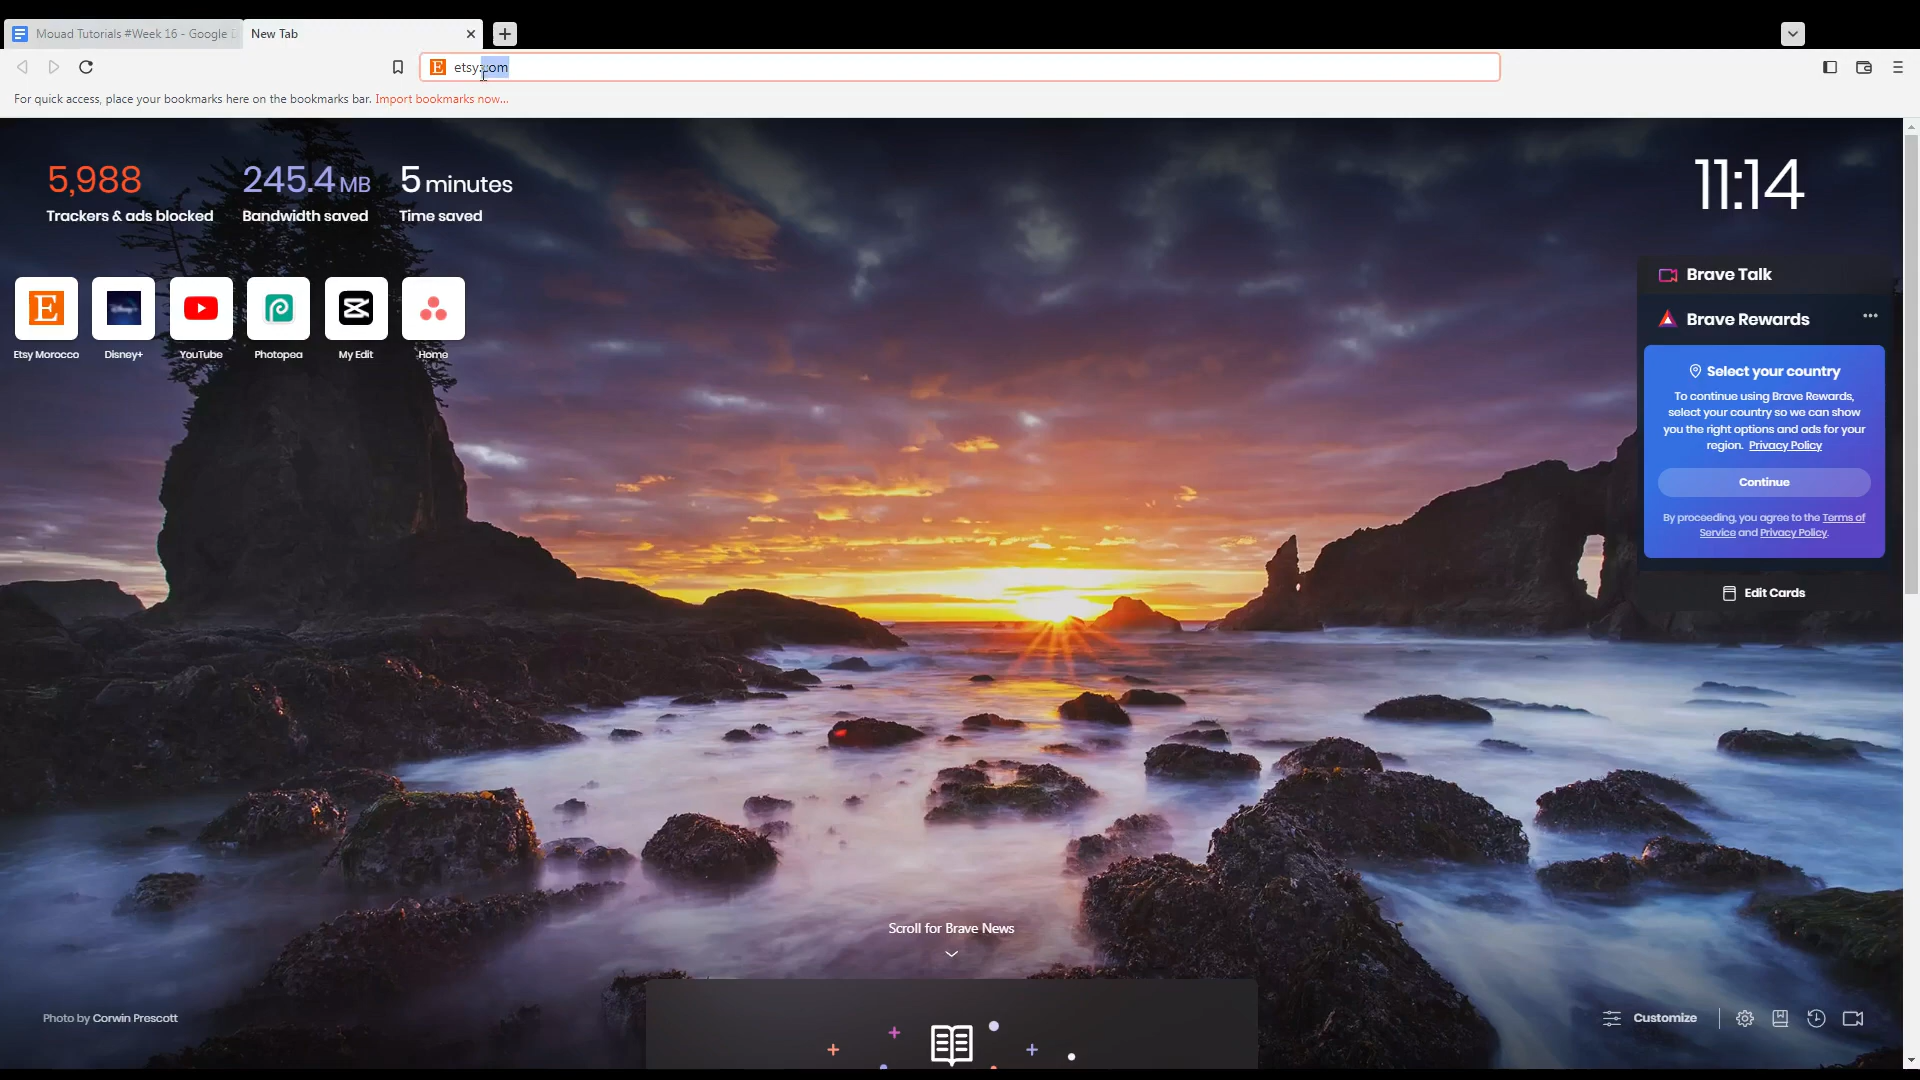 Mouad Tutorials #Week 16 - Google
New Tab
etsy.com
For quick access, place your bookmarks here on the bookmarks bar. Import bookmarks now...
5,988
Trackers & ads blocked
245.4 MB
Bandwidth saved
5 minutes
Time saved
11:14
E
Etsy Morocco
Disney+
YouTube
Photopea
My Edit
Home
Brave Talk
Brave Rewards
Select your country
To continue using Brave Rewards,
select your country so we can show
you the right options and ads for your
region. Privacy Policy
Continue
By proceeding, you agree to the Terms of
Service and Privacy Policy.
Edit Cards
Scroll for Brave News
Photo by Corwin Prescott
Customize